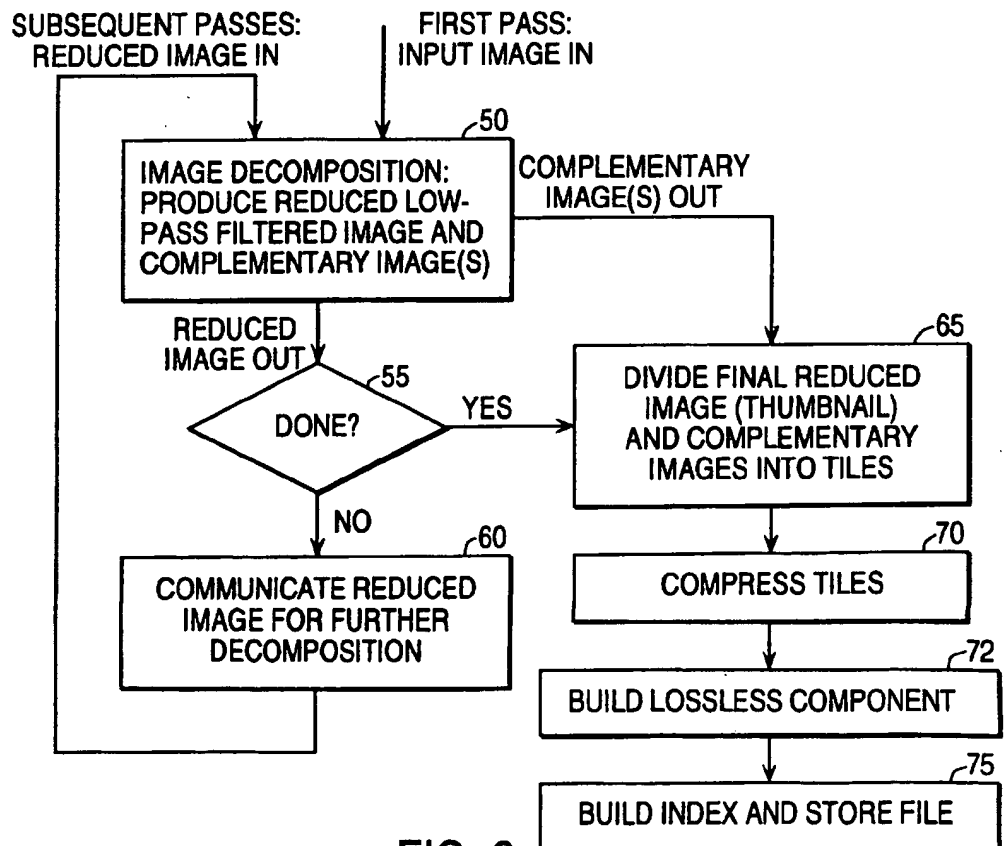 SUBSEQUENT PASSES:
REDUCED IMAGE IN
FIRST PASS:
INPUT IMAGE IN
50
IMAGE DECOMPOSITION:
PRODUCE REDUCED LOW-
PASS FILTERED IMAGE AND
COMPLEMENTARY IMAGE(S)
COMPLEMENTARY
IMAGE(S) OUT
REDUCED
IMAGE OUT
55
DONE?
YES
NO
60
COMMUNICATE REDUCED
IMAGE FOR FURTHER
DECOMPOSITION
65
DIVIDE FINAL REDUCED
IMAGE (THUMBNAIL)
AND COMPLEMENTARY
IMAGES INTO TILES
70
COMPRESS TILES
72
BUILD LOSSLESS COMPONENT
75
BUILD INDEX AND STORE FILE
FIG.